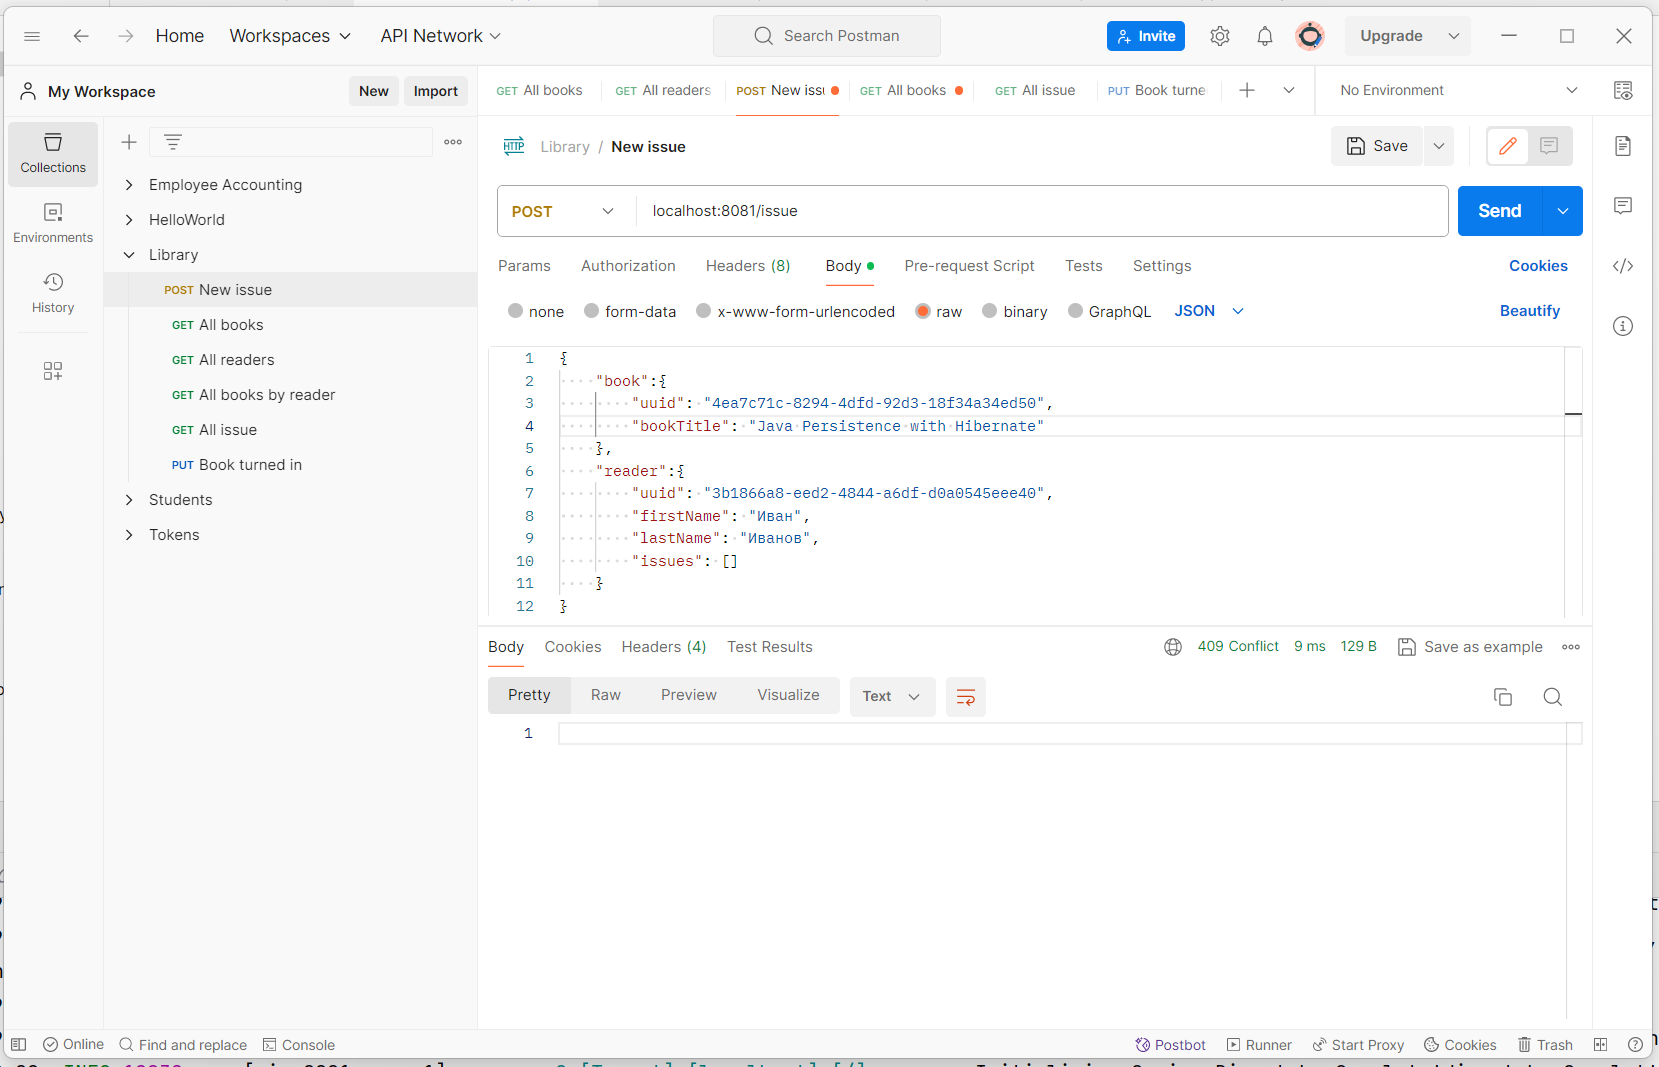 Home Workspaces API Network Search Postman Invite Upgrade
My Workspace New Import
GET All books GET All readers POST New issu GET All books GET All issue PUT Book turne No Environment
Collections
Environments
History
Employee Accounting
HelloWorld
Library
POST New issue
GET All books
GET All readers
GET All books by reader
GET All issue
PUT Book turned in
Students
Tokens
HTTP Library / New issue Save
POST localhost:8081/issue Send
Params Authorization Headers (8) Body Pre-request Script Tests Settings Cookies
none form-data x-www-form-urlencoded raw binary GraphQL JSON Beautify
1 {
2 "book":{
3 "uuid": "4ea7c71c-8294-4dfd-92d3-18f34a34ed50",
4 "bookTitle": "Java Persistence with Hibernate"
5 },
6 "reader":{
7 "uuid": "3b1866a8-eed2-4844-a6df-d0a0545eee40",
8 "firstName": "Иван",
9 "lastName": "Иванов",
10 "issues": []
11 }
12 }
Body Cookies Headers (4) Test Results 409 Conflict 9 ms 129 B Save as example
Pretty Raw Preview Visualize Text
1
Online Find and replace Console Postbot Runner Start Proxy Cookies Trash